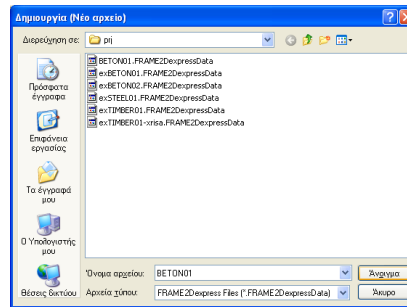 Δημιουργία (Νέο αρχείο)
Διερεύνηση σε:
prj
BETON01.FRAME2DexpressData
exBETON01.FRAME2DexpressData
exBETON02.FRAME2DexpressData
exSTEEL01.FRAME2DexpressData
exTIMBER01.FRAME2DexpressData
exTIMBER01-xrisa.FRAME2DexpressData
Πρόσφατα
έγγραφα
Επιφάνεια
εργασίας
Τα έγγραφά
μου
Ο Υπολογιστής
μου
Θέσεις δικτύου
Όνομα αρχείου:
BETON01
Άνοιγμα
Αρχεία τύπου:
FRAME2Dexpress Files (*.FRAME2DexpressData)
Άκυρο